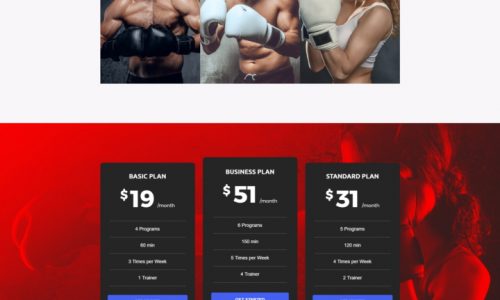 BASIC PLAN
$19 /month
4 Programs
60 min
3 Times per Week
1 Trainer
BUSINESS PLAN
$51 /month
6 Programs
150 min
5 Times per Week
4 Trainer
GET STARTED
STANDARD PLAN
$31 /month
5 Programs
120 min
4 Times per Week
2 Trainer